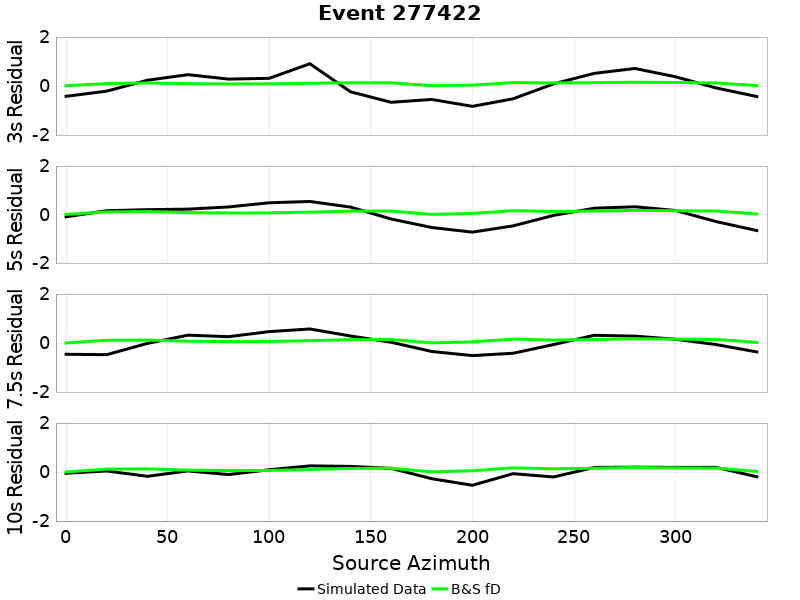 Event 277422
3s Residual
2
0
-2
5s Residual
2
0
-2
7.5s Residual
2
0
-2
10s Residual
2
0
-2
0 50 100 150 200 250 300
Source Azimuth
Simulated Data B&S fD